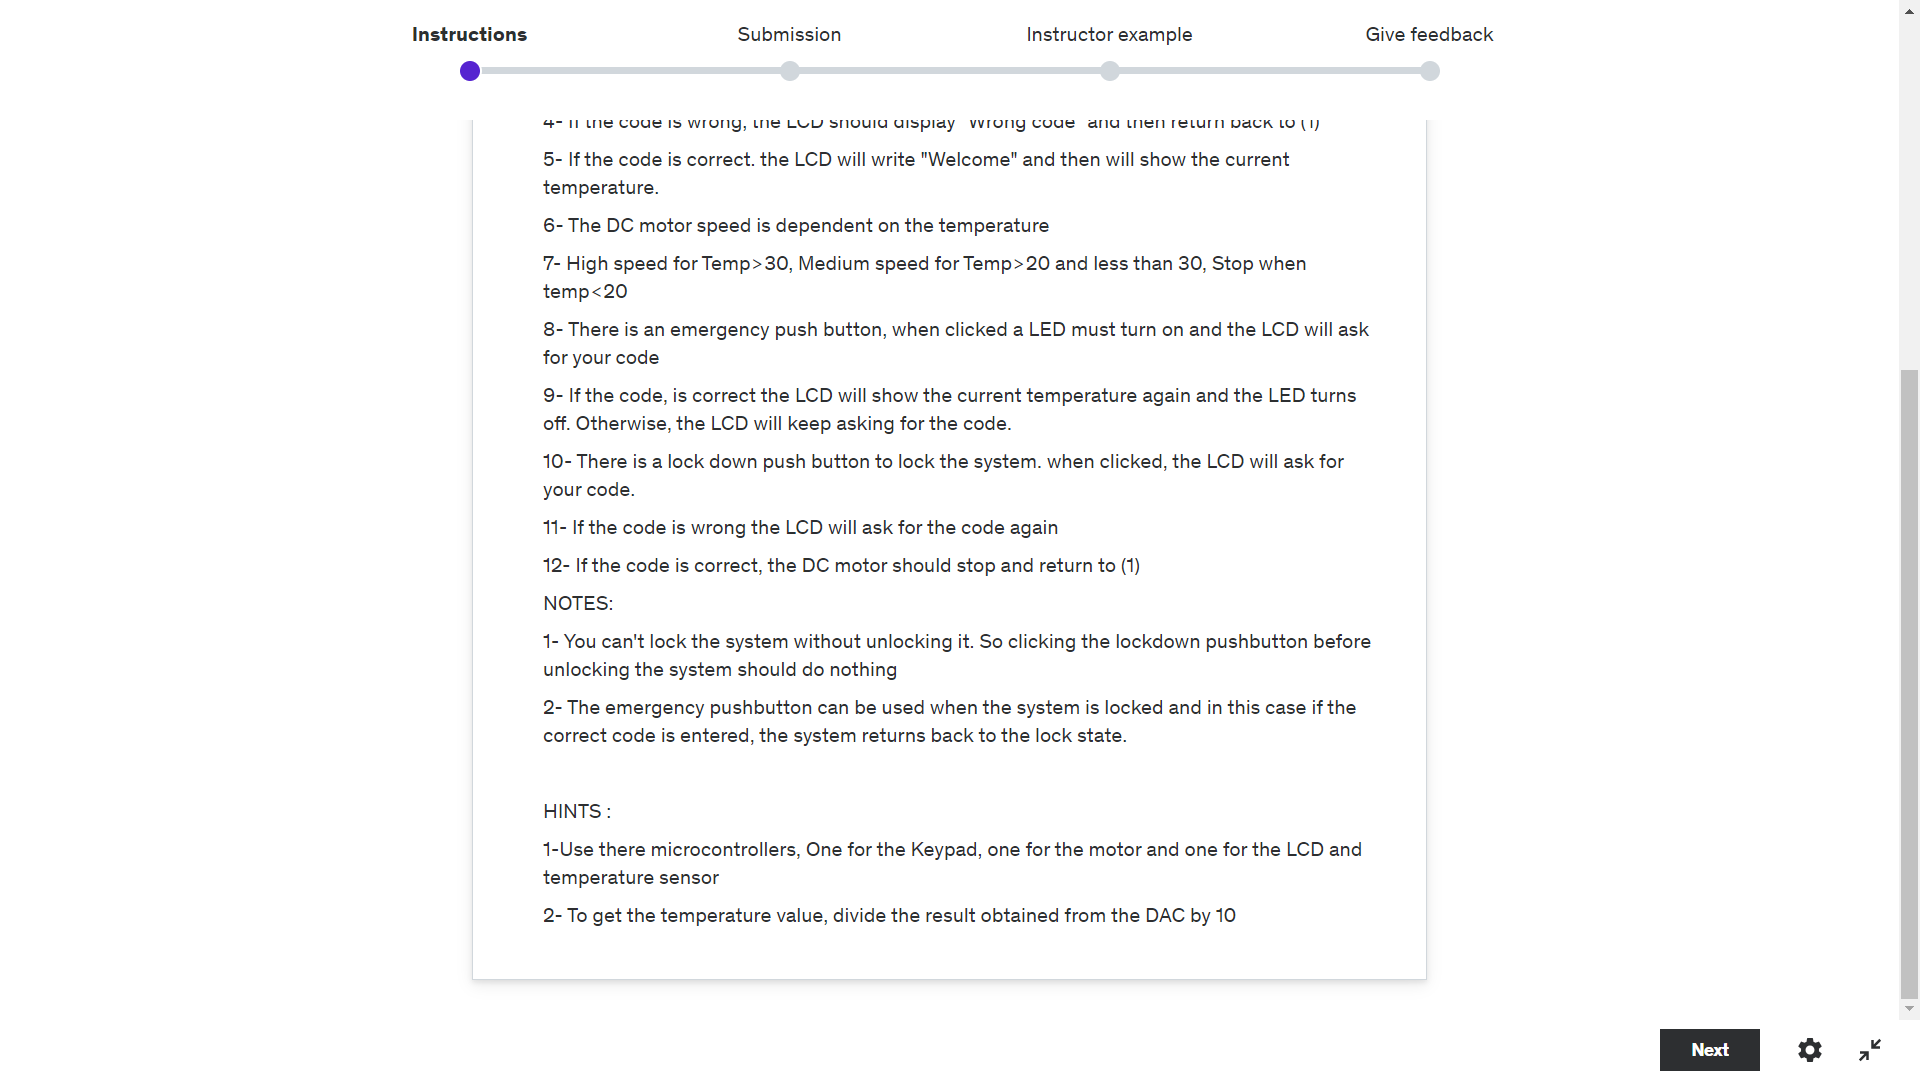 Instructions
Submission
Instructor example
Give feedback
4- If the code is wrong, the LCD should display "Wrong code" and then return back to (1)
5- If the code is correct. the LCD will write "Welcome" and then will show the current
temperature.
6- The DC motor speed is dependent on the temperature
7- High speed for Temp>30, Medium speed for Temp>20 and less than 30, Stop when
temp<20
8- There is an emergency push button, when clicked a LED must turn on and the LCD will ask
for your code
9- If the code, is correct the LCD will show the current temperature again and the LED turns
off. Otherwise, the LCD will keep asking for the code.
10- There is a lock down push button to lock the system. when clicked, the LCD will ask for
your code.
11- If the code is wrong the LCD will ask for the code again
12- If the code is correct, the DC motor should stop and return to (1)
NOTES:
1- You can't lock the system without unlocking it. So clicking the lockdown pushbutton before
unlocking the system should do nothing
2- The emergency pushbutton can be used when the system is locked and in this case if the
correct code is entered, the system returns back to the lock state.
HINTS :
1-Use there microcontrollers, One for the Keypad, one for the motor and one for the LCD and
temperature sensor
2- To get the temperature value, divide the result obtained from the DAC by 10
Next